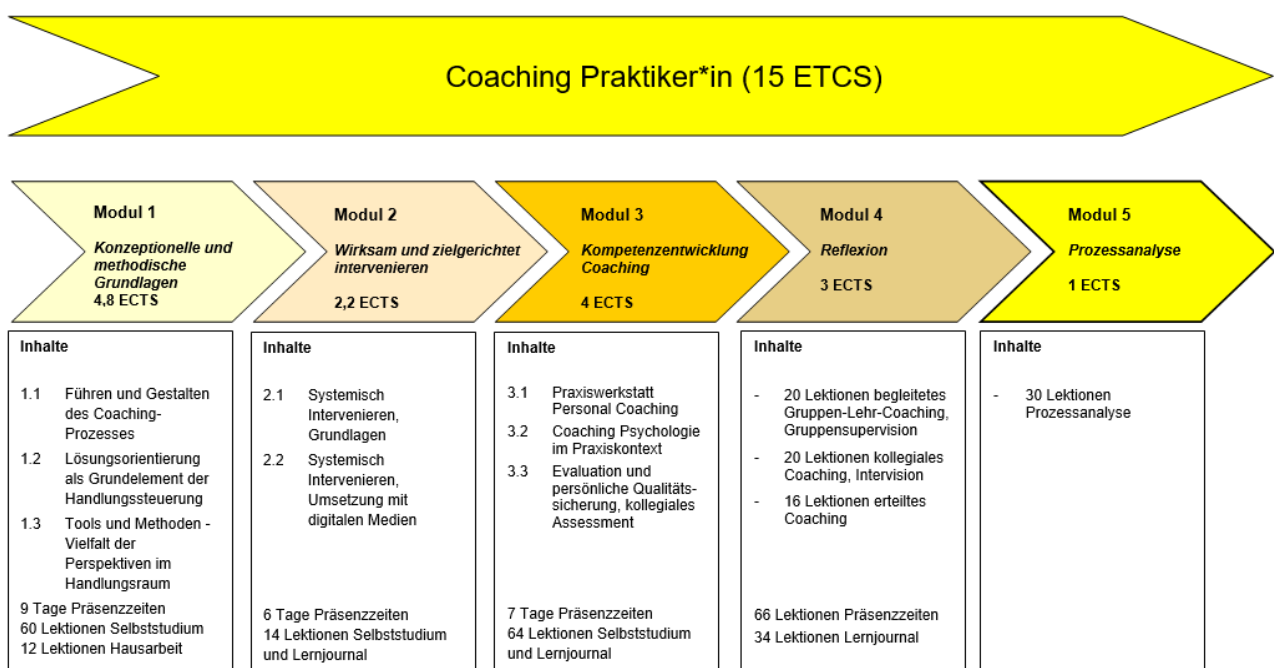 Coaching Praktiker*in (15 ETCS)
Modul 1
Konzeptionelle und
methodische
Grundlagen
4,8 ECTS
Modul 2
Wirksam und zielgerichtet
intervenieren
2,2 ECTS
Modul 3
Kompetenzentwicklung
Coaching
4 ECTS
Modul 4
Reflexion
3 ECTS
Modul 5
Prozessanalyse
1 ECTS
Inhalte
1.1 Führen und Gestalten
des Coaching-
Prozesses
1.2 Lösungsorientierung
als Grundelement der
Handlungssteuerung
1.3 Tools und Methoden -
Vielfalt der
Perspektiven im
Handlungsraum
9 Tage Präsenzzeiten
60 Lektionen Selbststudium
12 Lektionen Hausarbeit
Inhalte
2.1 Systemisch
Intervenieren,
Grundlagen
2.2 Systemisch
Intervenieren,
Umsetzung mit
digitalen Medien
6 Tage Präsenzzeiten
14 Lektionen Selbststudium
und Lernjournal
Inhalte
3.1 Praxiswerkstatt
Personal Coaching
3.2 Coaching Psychologie
im Praxiskontext
3.3 Evaluation und
persönliche Qualitäts-
sicherung, kollegiales
Assessment
7 Tage Präsenzzeiten
64 Lektionen Selbststudium
und Lernjournal
Inhalte
- 20 Lektionen begleitetes
Gruppen-Lehr-Coaching,
Gruppensupervision
- 20 Lektionen kollegiales
Coaching, Intervision
- 16 Lektionen erteiltes
Coaching
66 Lektionen Präsenzzeiten
34 Lektionen Lernjournal
Inhalte
- 30 Lektionen
Prozessanalyse